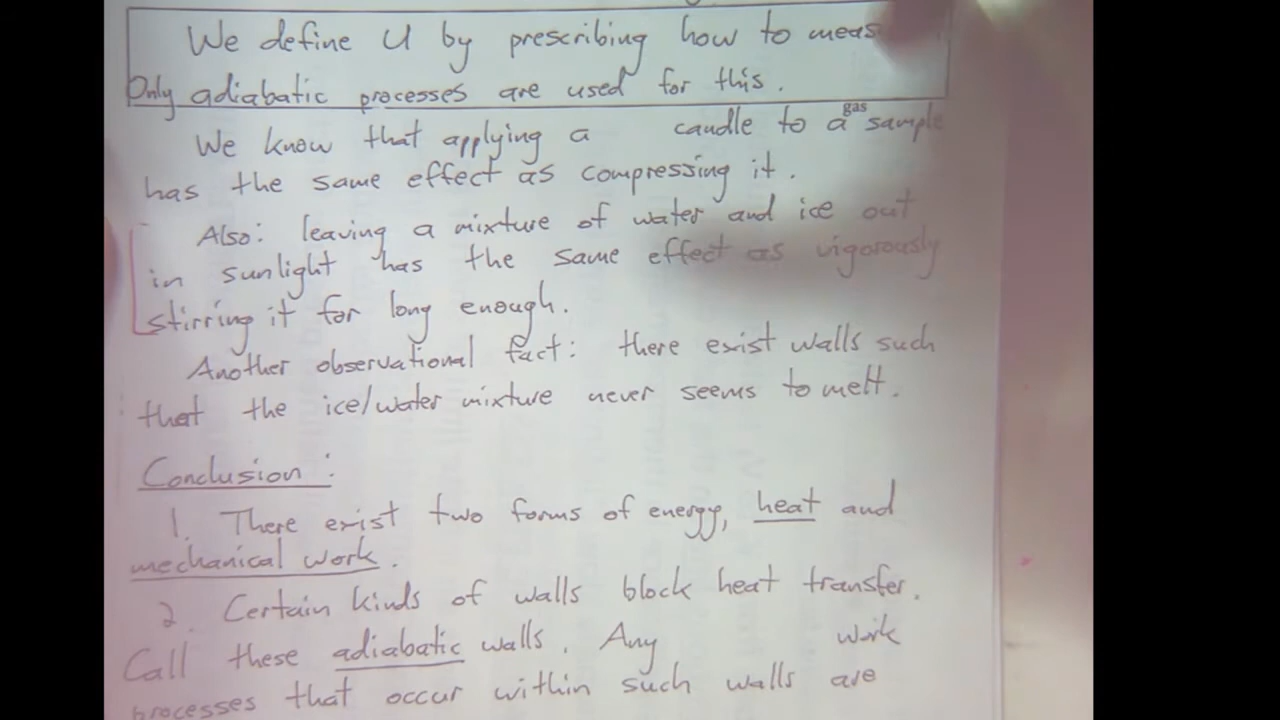 We define U by prescribing how to meas
Only adiabatic processes are used for this.
We know that applying a candle to a gas sample
has the same effect as compressing it.
Also: leaving a mixture of water and ice out
in sunlight has the same effect as vigorously
stirring it for long enough.
Another observational fact: there exist walls such
that the ice/water mixture never seems to melt.
Conclusion:
1. There exist two forms of energy, heat and
mechanical work.
2. Certain kinds of walls block heat transfer.
Call these adiabatic walls. Any work
processes that occur within such walls are